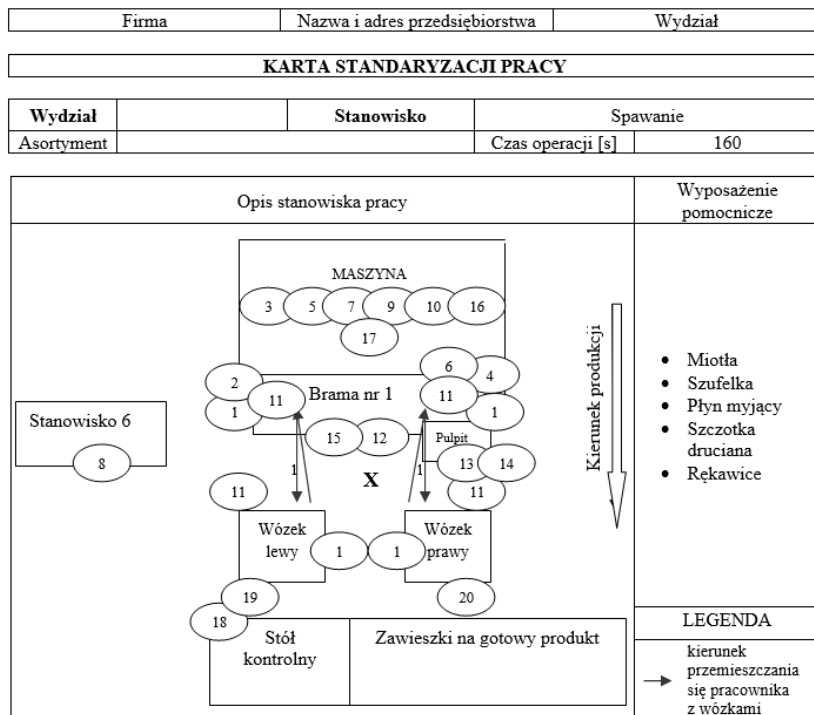 Firma Nazwa i adres przedsiębiorstwa Wydział
KARTA STANDARYZACJI PRACY
Wydział Stanowisko Spawanie
Asortyment Czas operacji [s] 160
Opis stanowiska pracy
Wyposażenie
pomocnicze
MASZYNA
3 5 7 9 10 16
17
6
2 4
11 Brama nr 1 11
1 1
Stanowisko 6
8
15 12 Pulpit
13 14
1 X 1
11 11
Wózek
lewy
Wózek
prawy
1 1
19 20
18
Stół
kontrolny
Zawieszki na gotowy produkt
Kierunek produkcji
• Miotła
• Szufelka
• Płyn myjący
• Szczotka
druciana
• Rękawice
LEGENDA
kierunek
przemieszczania
się pracownika
z wózkami